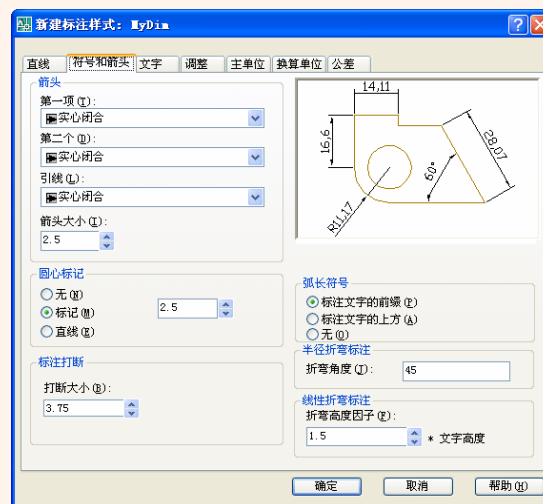 新建标注样式: MyDim
直线 符号和箭头 文字 调整 主单位 换算单位 公差
箭头
第一项(T):
实心闭合
第二个(D):
实心闭合
引线(L):
实心闭合
箭头大小(I):
2.5
圆心标记
无(N)
标记(M)
2.5
直线(E)
标注打断
打断大小(B):
3.75
14,11
16,6
28,07
60°
R11,17
弧长符号
标注文字的前缀(P)
标注文字的上方(A)
无(O)
半径折弯标注
折弯角度(J):
45
线性折弯标注
折弯高度因子(F):
1.5
* 文字高度
确定 取消 帮助(H)